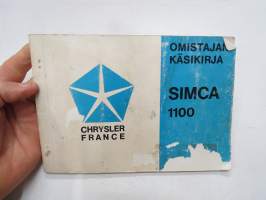 OMISTAJAN
KÄSIKIRJA
SIMCA
1100
CHRYSLER
FRANCE